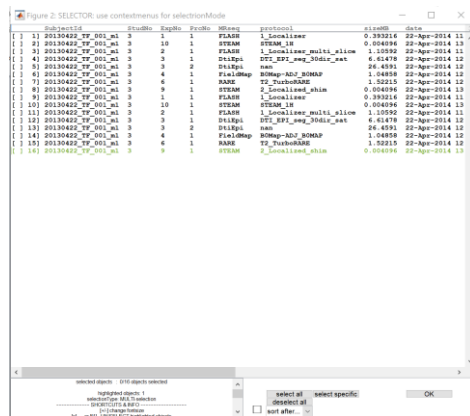 Figure 2: SELECTOR: use contextmenus for selectrionMode
SubjectId StudNo ExpNo PrcNo MRseq protocol sizeMB date
[ ] 1] 20130422_TF_001_m1 3 1 1 FLASH 1_Localizer 0.393216 22-Apr-2014 11
[ ] 2] 20130422_TF_001_m1 3 10 1 STEAM STEAM_1H 0.004096 22-Apr-2014 13
[ ] 3] 20130422_TF_001_m1 3 2 1 FLASH 1_Localizer_multi_slice 1.10592 22-Apr-2014 11
[ ] 4] 20130422_TF_001_m1 3 3 1 DtiEpi DTI_EPI_seg_30dir_sat 6.61478 22-Apr-2014 12
[ ] 5] 20130422_TF_001_m1 3 3 2 DtiEpi nan 26.4591 22-Apr-2014 12
[ ] 6] 20130422_TF_001_m1 3 4 1 FieldMap B0Map-ADJ_B0MAP 1.04858 22-Apr-2014 12
[ ] 7] 20130422_TF_001_m1 3 6 1 RARE T2_TurboRARE 1.52215 22-Apr-2014 12
[ ] 8] 20130422_TF_001_m1 3 9 1 STEAM 2_Localized_shim 0.004096 22-Apr-2014 13
[ ] 9] 20130422_TF_001_m1 3 1 1 FLASH 1_Localizer 0.393216 22-Apr-2014 11
[ ] 10] 20130422_TF_001_m1 3 10 1 STEAM STEAM_1H 0.004096 22-Apr-2014 13
[ ] 11] 20130422_TF_001_m1 3 2 1 FLASH 1_Localizer_multi_slice 1.10592 22-Apr-2014 11
[ ] 12] 20130422_TF_001_m1 3 3 1 DtiEpi DTI_EPI_seg_30dir_sat 6.61478 22-Apr-2014 12
[ ] 13] 20130422_TF_001_m1 3 3 2 DtiEpi nan 26.4591 22-Apr-2014 12
[ ] 14] 20130422_TF_001_m1 3 4 1 FieldMap B0Map-ADJ_B0MAP 1.04858 22-Apr-2014 12
[ ] 15] 20130422_TF_001_m1 3 6 1 RARE T2_TurboRARE 1.52215 22-Apr-2014 12
[ ] 16] 20130422_TF_001_m1 3 9 1 STEAM 2_Localized_shim 0.004096 22-Apr-2014 13
selected objects 0/16 objects selected
highlighted objects: 1
selectionType: MULTI-selection
SHORTCUTS & INFO
[+/-] change fontsize
select all select specific OK
deselect all
sort after...